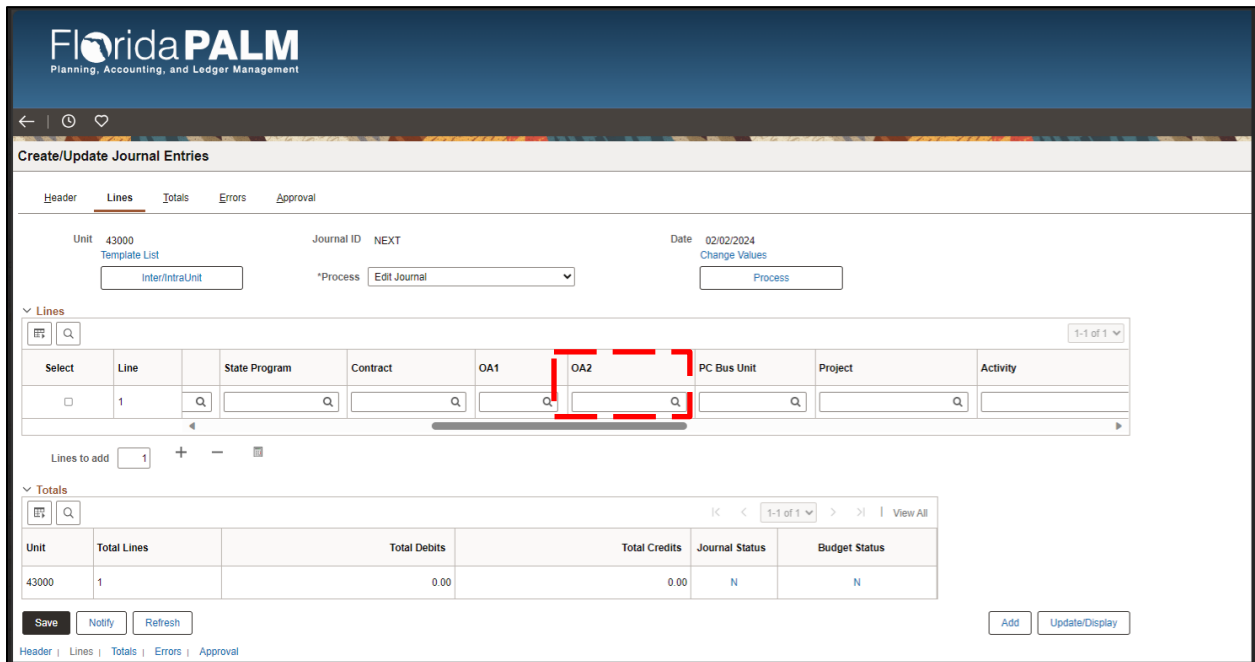 Florida PALM
Planning, Accounting, and Ledger Management
Create/Update Journal Entries
Header Lines Totals Errors Approval
Unit 43000 Journal ID NEXT Date 02/02/2024
Template List Change Values
Inter/IntraUnit *Process Edit Journal Process
Lines
1-1 of 1
Select Line State Program Contract OA1 OA2 PC Bus Unit Project Activity
1
Lines to add 1
Totals
1-1 of 1 | View All
Unit Total Lines Total Debits Total Credits Journal Status Budget Status
43000 1 0.00 0.00 N N
Save Notify Refresh Add Update/Display
Header | Lines | Totals | Errors | Approval